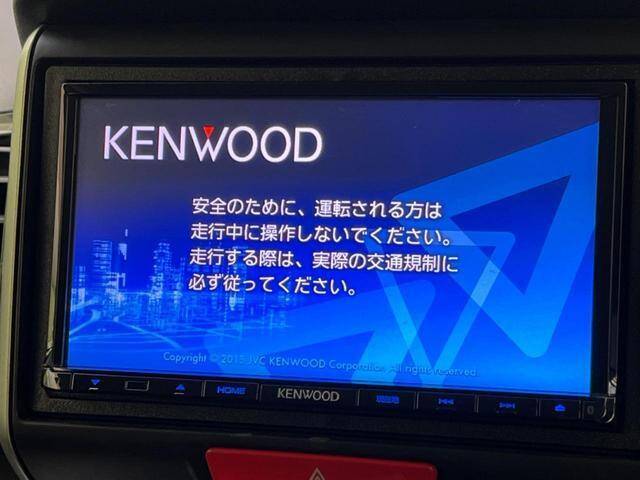 KENWOOD
安全のために、運転される方は
走行中に操作しないでください。
走行する際は、実際の交通規制に
必ず従ってください。
Copyright © 2015 JVC KENWOOD Corporation All rights reserved.
HOME KENWOOD